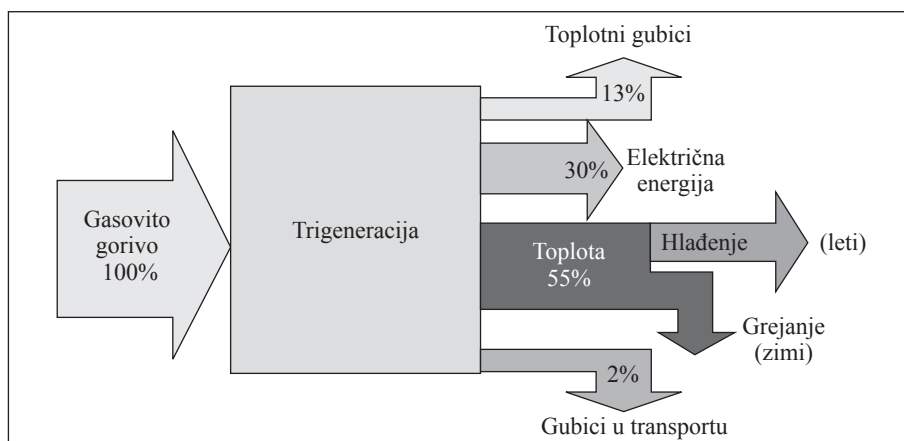 Toplotni gubici
13%
30%
Električna
energija
Gasovito
gorivo
100%
Trigeneracija
Toplota
55%
Hlađenje
(leti)
Grejanje
(zimi)
2%
Gubici u transportu